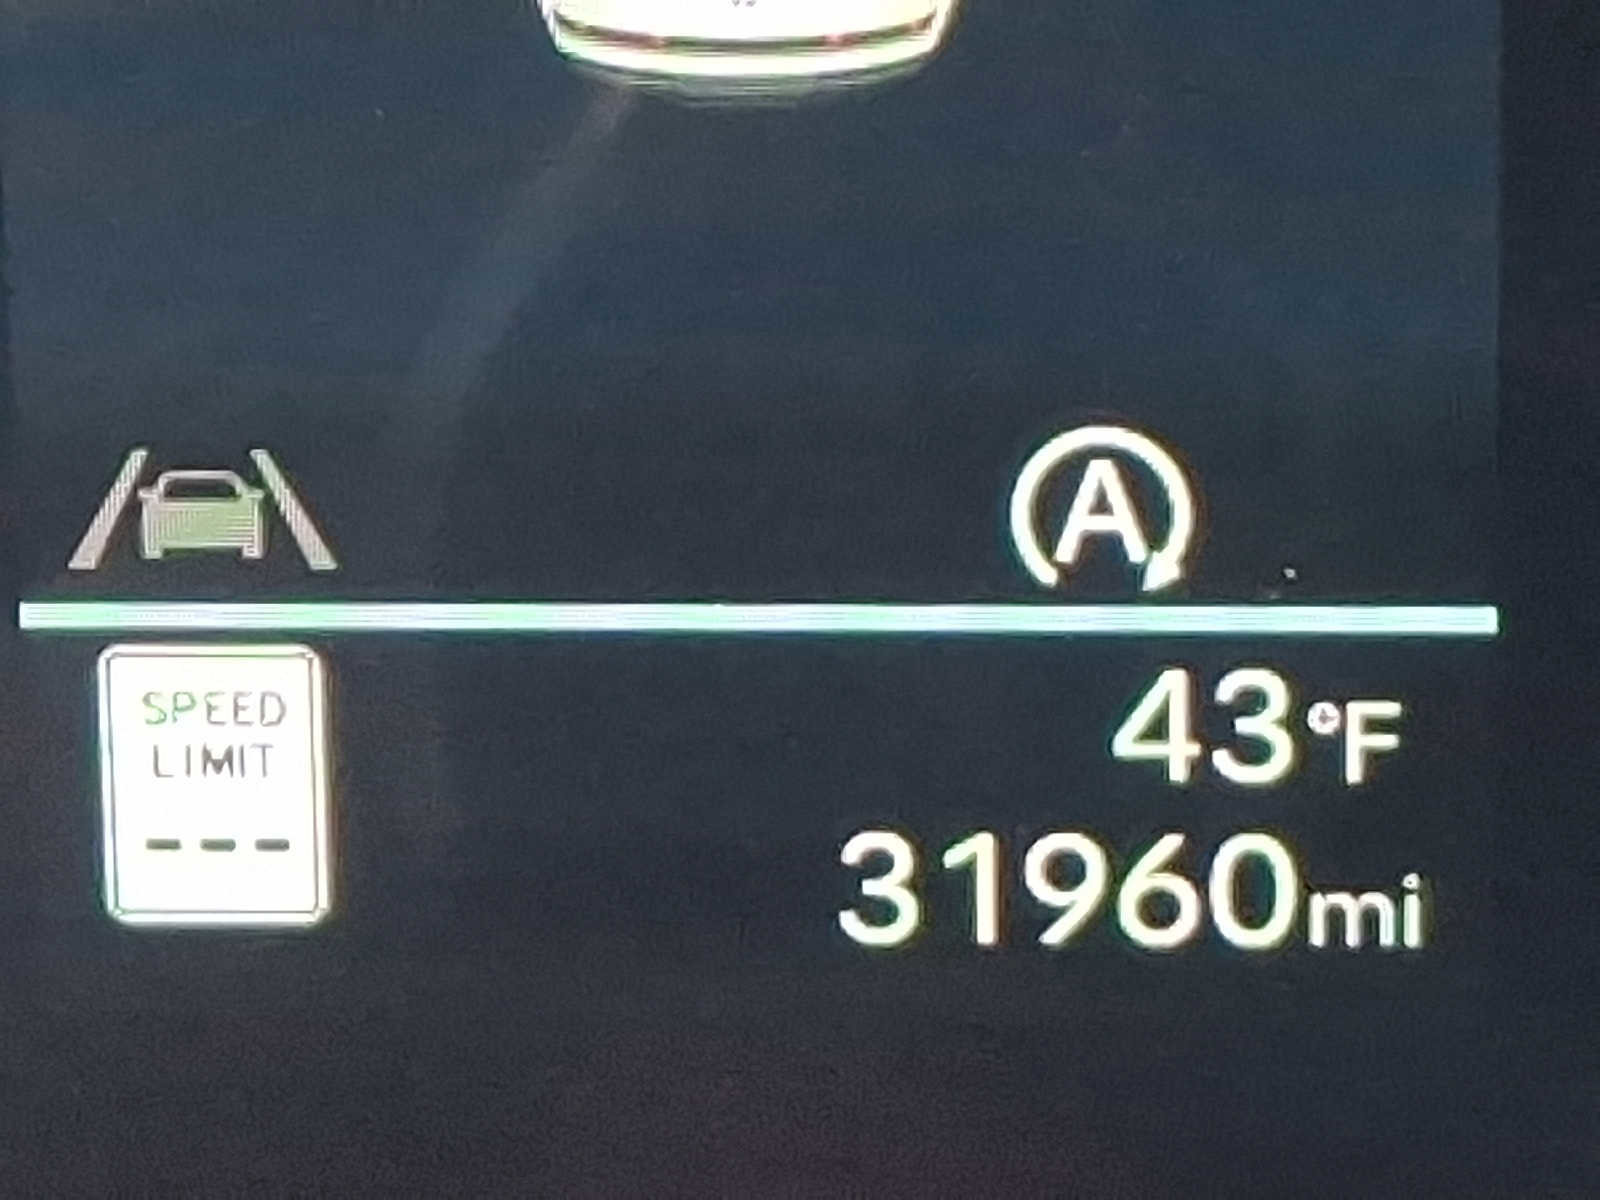 A
SPEED
LIMIT
---
43°F
31960mi